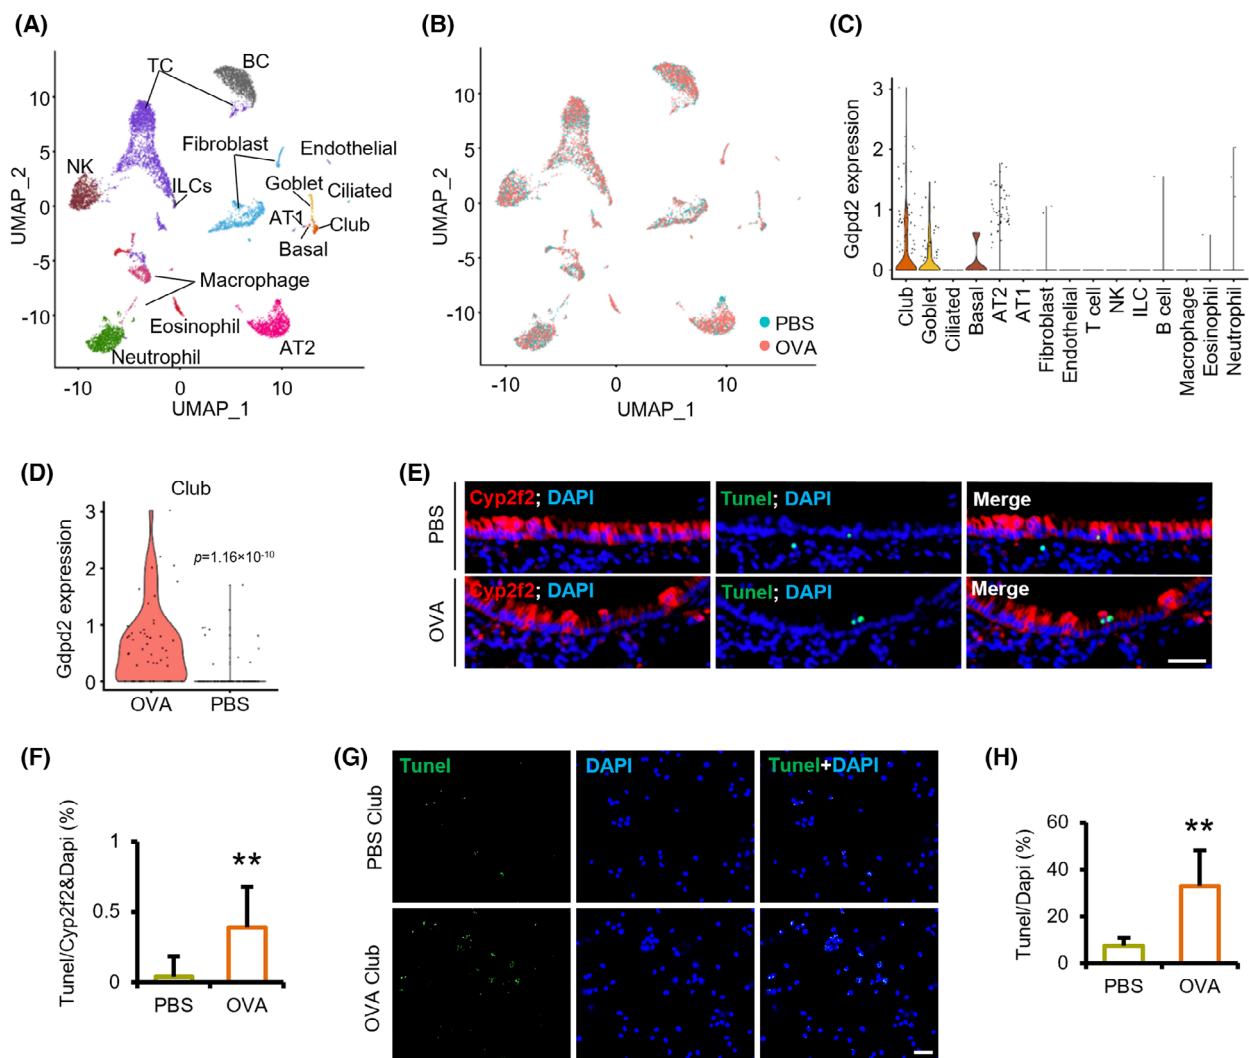 (A)
TC
BC
Fibroblast
Endothelial
NK
ILCs
Goblet
Ciliated
AT1
Club
Basal
Macrophage
Eosinophil
Neutrophil
AT2
UMAP_2
10
5
0
-5
-10
-10
0
10
UMAP_1
(B)
UMAP_2
10
5
0
-5
-10
PBS
OVA
-10
0
10
UMAP_1
(C)
Gdpd2 expression
3
2
1
0
Club
Goblet
Ciliated
Basal
AT2
AT1
Fibroblast
Endothelial
T cell
NK
ILC
B cell
Macrophage
Eosinophil
Neutrophil
(D)
Club
Gdpd2 expression
3
2
1
0
p=1.16×10-10
OVA
PBS
(E)
PBS
Cyp2f2; DAPI
Tunel; DAPI
Merge
OVA
Cyp2f2; DAPI
Tunel; DAPI
Merge
(F)
Tunel/Cyp2f2&Dapi (%)
1
0.5
0
**
PBS
OVA
(G)
PBS Club
Tunel
DAPI
Tunel+DAPI
OVA Club
(H)
Tunel/Dapi (%)
60
40
20
0
**
PBS
OVA